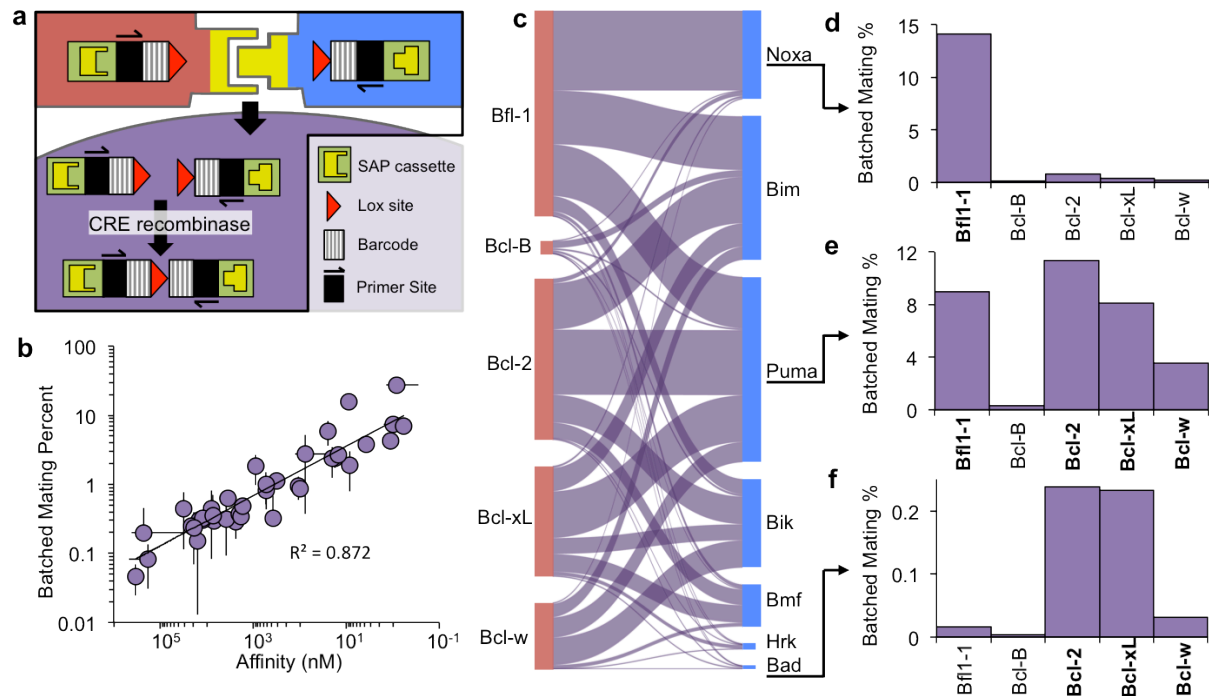 a
SAP cassette
Lox site
Barcode
Primer Site
CRE recombinase
b
Batched Mating Percent
100
10
1
0.1
0.01
R² = 0.872
10⁵
10³
10¹
10⁻¹
Affinity (nM)
c
Bfl-1
Bcl-B
Bcl-2
Bcl-xL
Bcl-w
Noxa
Bim
Puma
Bik
Bmf
Hrk
Bad
d
Batched Mating %
15
10
5
0
Bfl1-1
Bcl-B
Bcl-2
Bcl-xL
Bcl-w
e
Batched Mating %
12
8
4
0
Bfl1-1
Bcl-B
Bcl-2
Bcl-xL
Bcl-w
f
Batched Mating %
0.2
0.1
0
Bfl1-1
Bcl-B
Bcl-2
Bcl-xL
Bcl-w